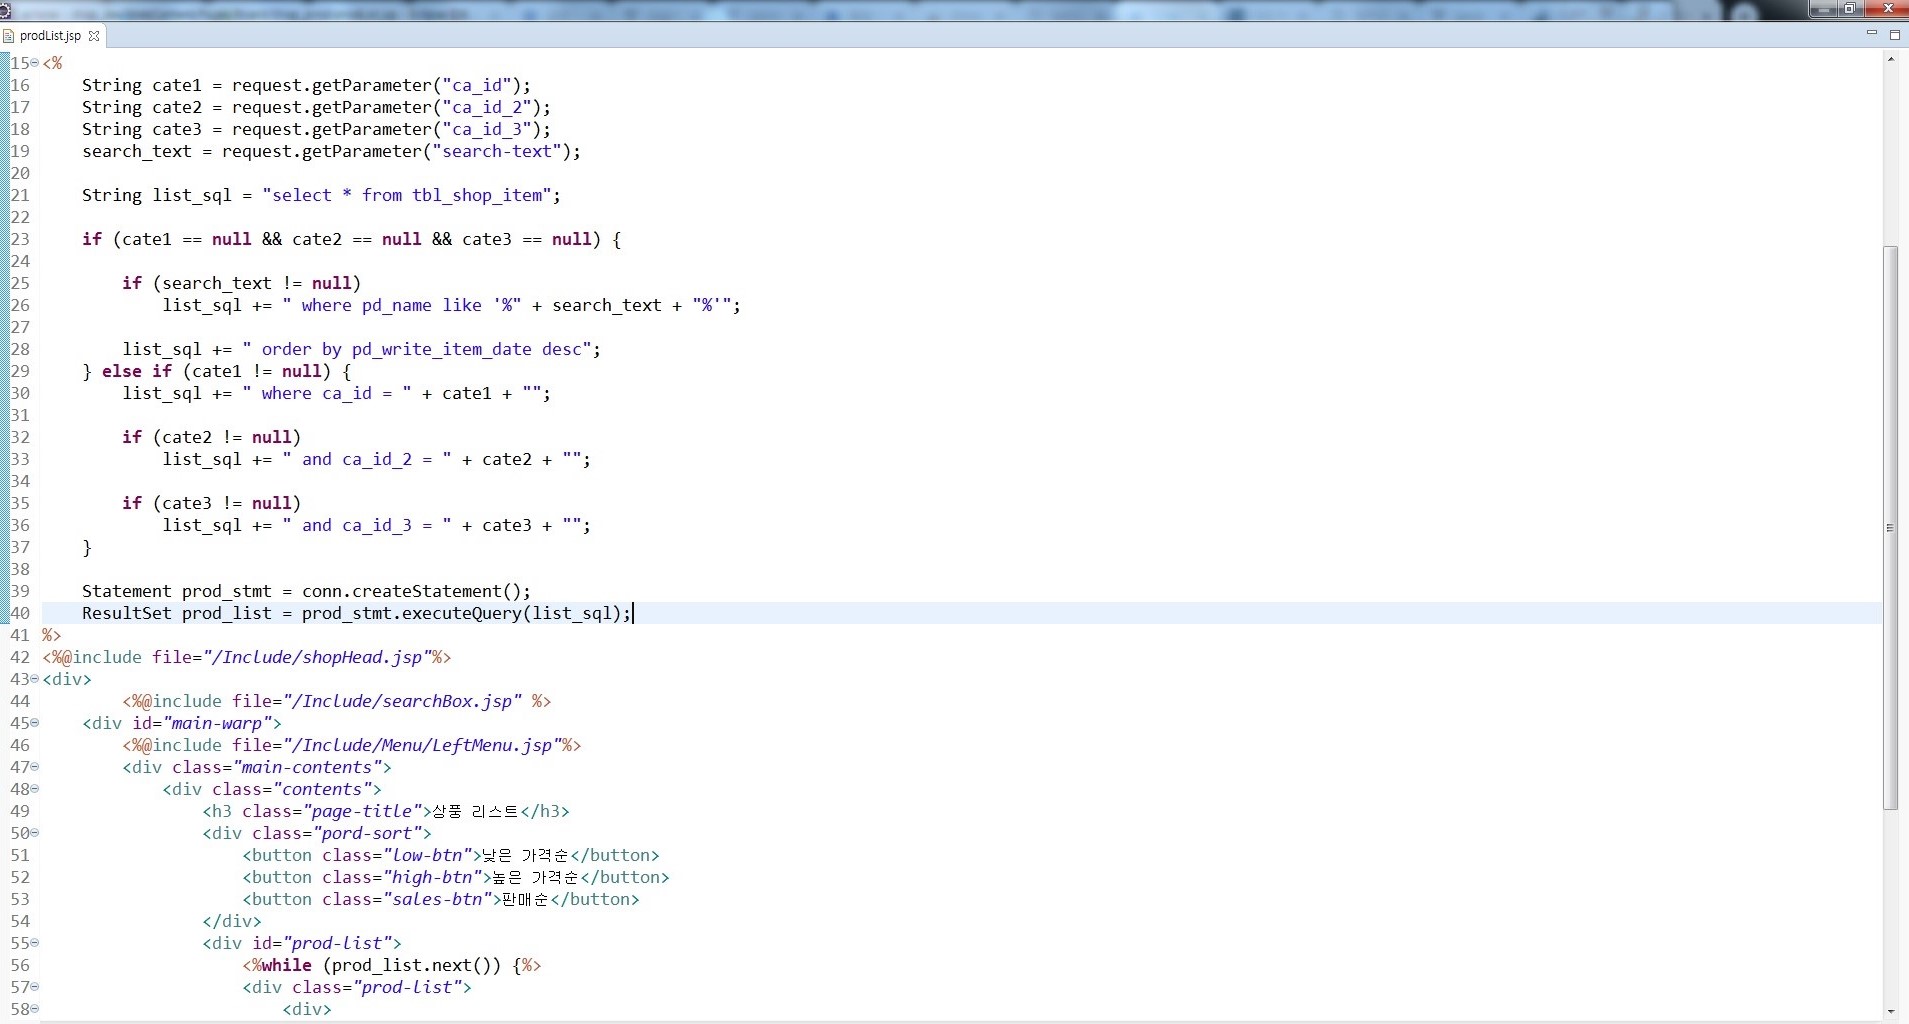 prodList.jsp
15 <%
16     String cate1 = request.getParameter("ca_id");
17     String cate2 = request.getParameter("ca_id_2");
18     String cate3 = request.getParameter("ca_id_3");
19     search_text = request.getParameter("search-text");
20
21     String list_sql = "select * from tbl_shop_item";
22
23     if (cate1 == null && cate2 == null && cate3 == null) {
24
25         if (search_text != null)
26             list_sql += " where pd_name like '%" + search_text + "%'";
27
28         list_sql += " order by pd_write_item_date desc";
29     } else if (cate1 != null) {
30         list_sql += " where ca_id = " + cate1 + "";
31
32         if (cate2 != null)
33             list_sql += " and ca_id_2 = " + cate2 + "";
34
35         if (cate3 != null)
36             list_sql += " and ca_id_3 = " + cate3 + "";
37     }
38
39     Statement prod_stmt = conn.createStatement();
40     ResultSet prod_list = prod_stmt.executeQuery(list_sql);
41 %>
42 <%@include file="/Include/shopHead.jsp"%>
43 <div>
44         <%@include file="/Include/searchBox.jsp" %>
45     <div id="main-warp">
46         <%@include file="/Include/Menu/LeftMenu.jsp"%>
47         <div class="main-contents">
48             <div class="contents">
49                 <h3 class="page-title">상품 리스트</h3>
50                 <div class="pord-sort">
51                     <button class="low-btn">낮은 가격순</button>
52                     <button class="high-btn">높은 가격순</button>
53                     <button class="sales-btn">판매순</button>
54                 </div>
55                 <div id="prod-list">
56                     <%while (prod_list.next()) {%>
57                     <div class="prod-list">
58                         <div>